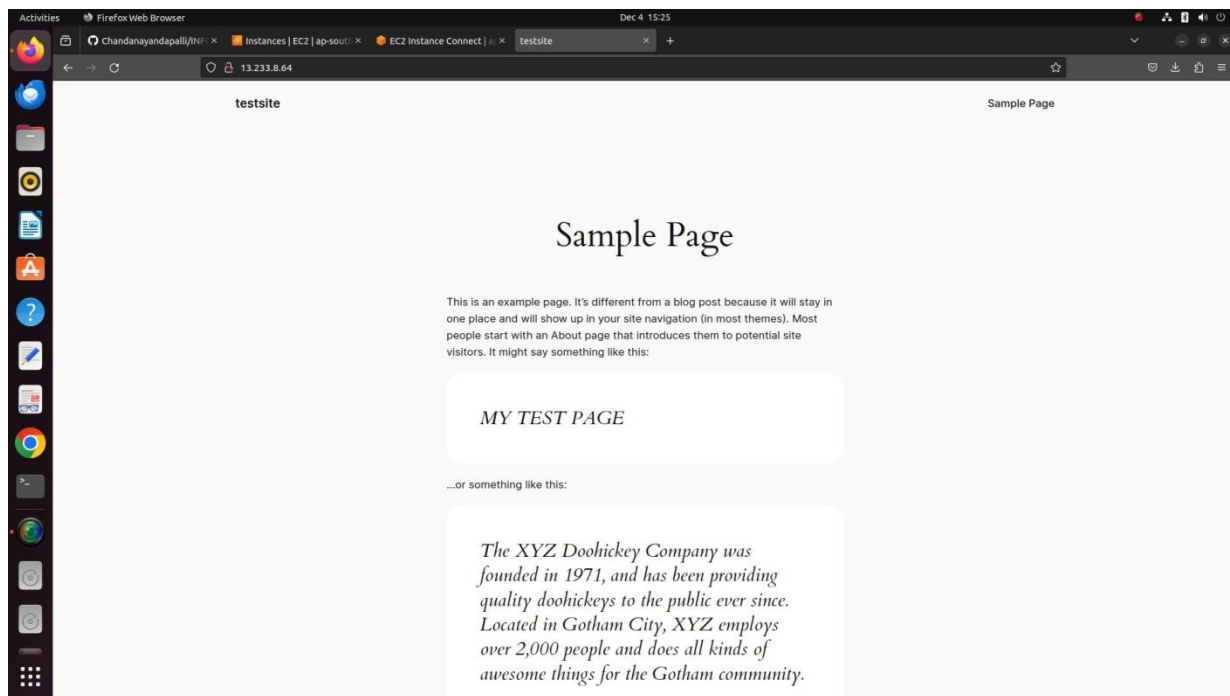 Activities Firefox Web Browser Dec 4 15:25
Chandanayandapalli/INF Instances | EC2 | ap-south EC2 Instance Connect | ap testsite
13.233.8.64
testsite Sample Page
Sample Page
This is an example page. It's different from a blog post because it will stay in
one place and will show up in your site navigation (in most themes). Most
people start with an About page that introduces them to potential site
visitors. It might say something like this:
MY TEST PAGE
...or something like this:
The XYZ Doohickey Company was
founded in 1971, and has been providing
quality doohickeys to the public ever since.
Located in Gotham City, XYZ employs
over 2,000 people and does all kinds of
awesome things for the Gotham community.